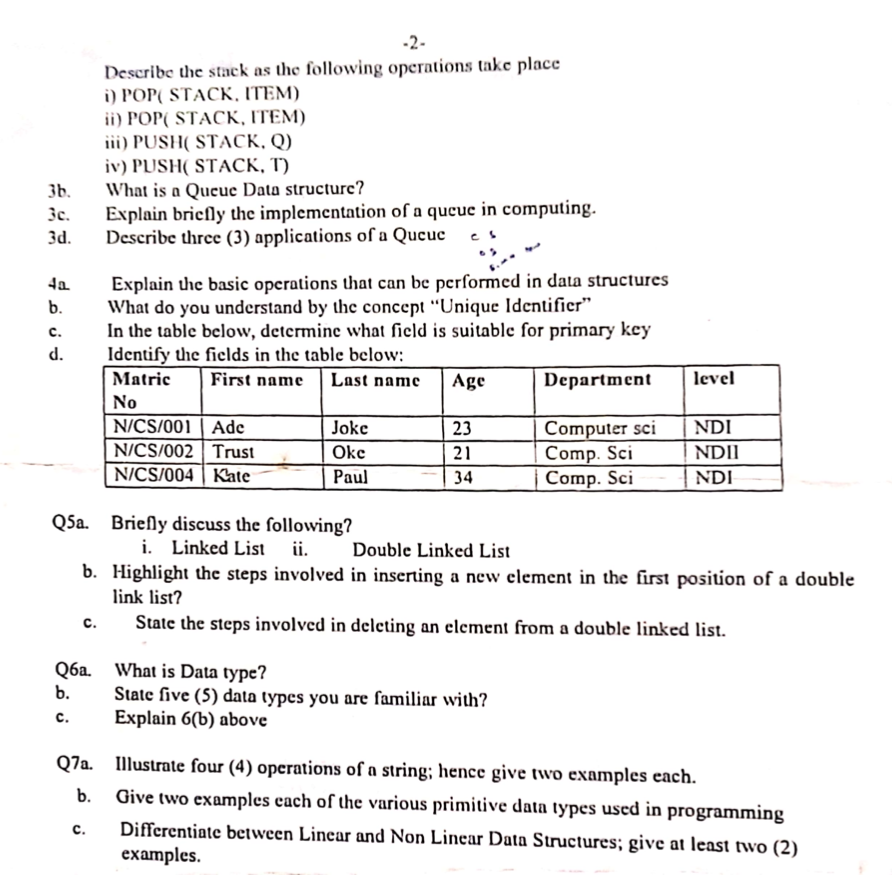 -2-
Describe the stack as the following operations take place
i) POP( STACK, ITEM)
ii) POP( STACK, ITEM)
iii) PUSH( STACK, Q)
iv) PUSH( STACK, T)
3b. What is a Queue Data structure?
3c. Explain briefly the implementation of a queue in computing.
3d. Describe three (3) applications of a Queue
4a. Explain the basic operations that can be performed in data structures
b. What do you understand by the concept “Unique Identifier”
c. In the table below, determine what field is suitable for primary key
d. Identify the fields in the table below:
Matric No First name Last name Age Department level
N/CS/001 Ade Joke 23 Computer sci NDI
N/CS/002 Trust Oke 21 Comp. Sci NDII
N/CS/004 Kate Paul 34 Comp. Sci NDI
Q5a. Briefly discuss the following?
i. Linked List ii. Double Linked List
b. Highlight the steps involved in inserting a new element in the first position of a double
link list?
c. State the steps involved in deleting an element from a double linked list.
Q6a. What is Data type?
b. State five (5) data types you are familiar with?
c. Explain 6(b) above
Q7a. Illustrate four (4) operations of a string; hence give two examples each.
b. Give two examples each of the various primitive data types used in programming
c. Differentiate between Linear and Non Linear Data Structures; give at least two (2)
examples.